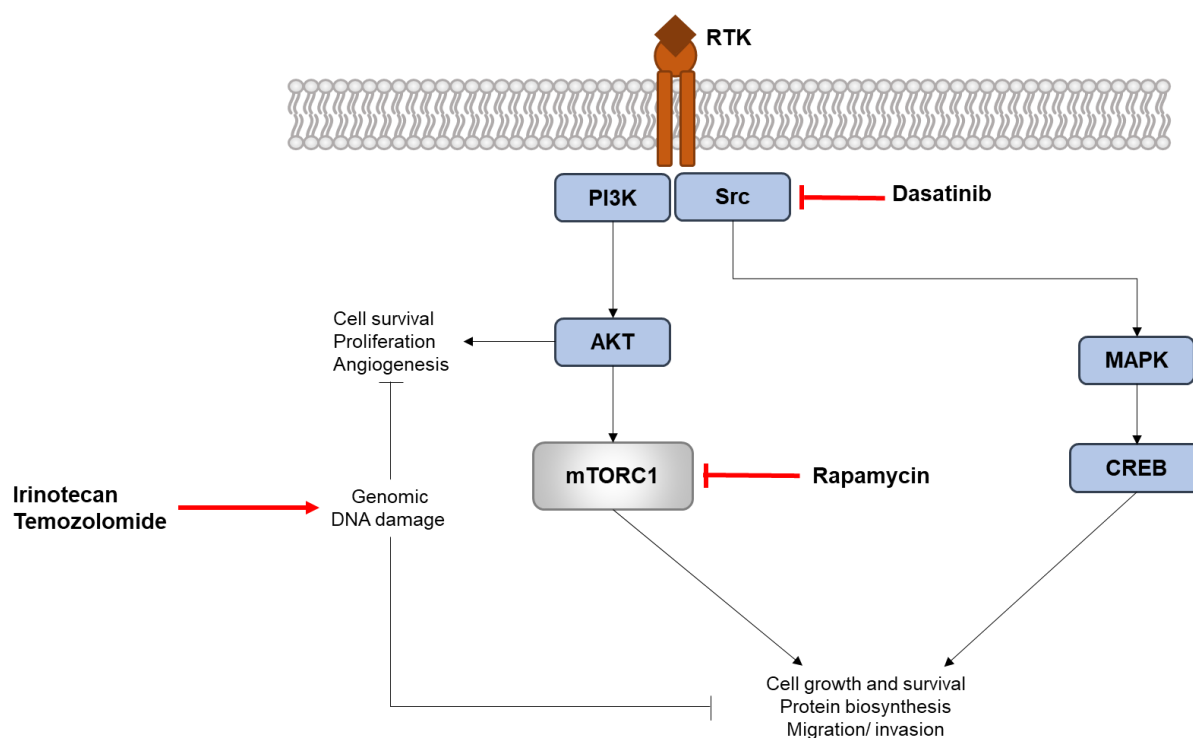 RTK
PI3K
Src
Dasatinib
Cell survival
Proliferation
Angiogenesis
AKT
MAPK
mTORC1
Rapamycin
CREB
Irinotecan
Temozolomide
Genomic
DNA damage
Cell growth and survival
Protein biosynthesis
Migration/ invasion